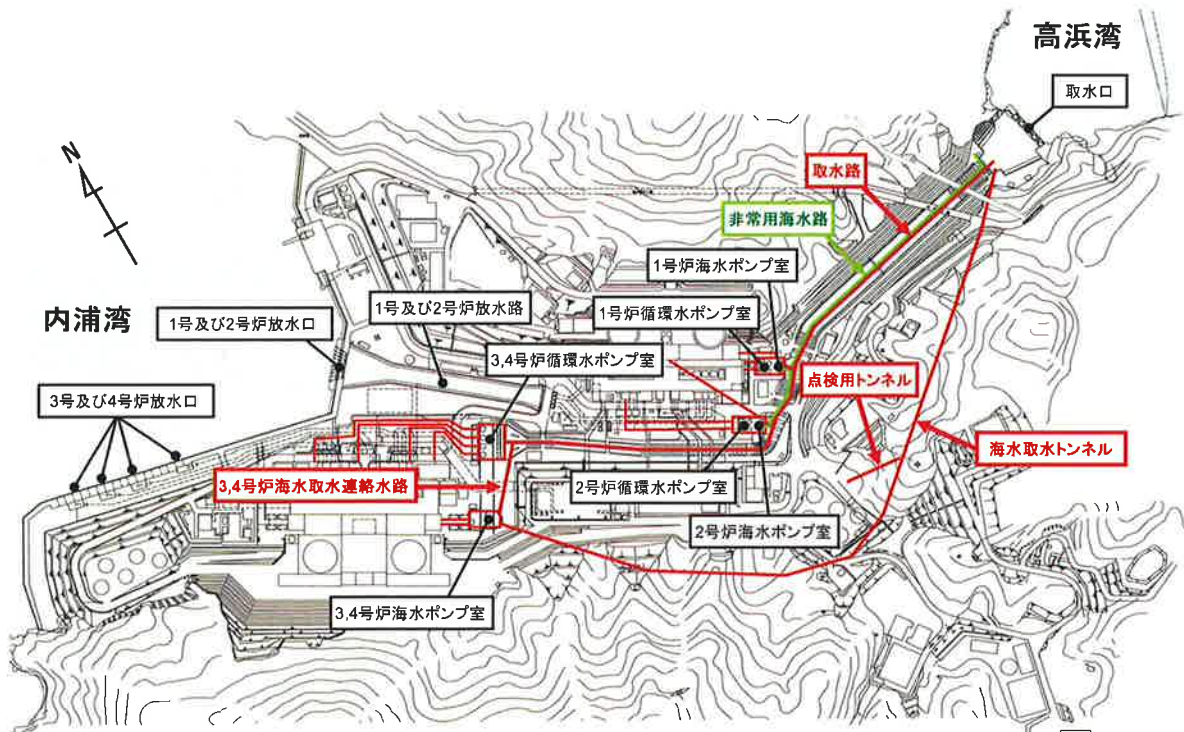 高浜湾
取水口
N
取水路
非常用海水路
1号炉海水ポンプ室
内浦湾
1号及び2号炉放水路
1号炉循環水ポンプ室
1号及び2号炉放水口
3,4号炉循環水ポンプ室
点検用トンネル
3号及び4号炉放水口
海水取水トンネル
3,4号炉海水取水連絡水路
2号炉循環水ポンプ室
2号炉海水ポンプ室
3,4号炉海水ポンプ室